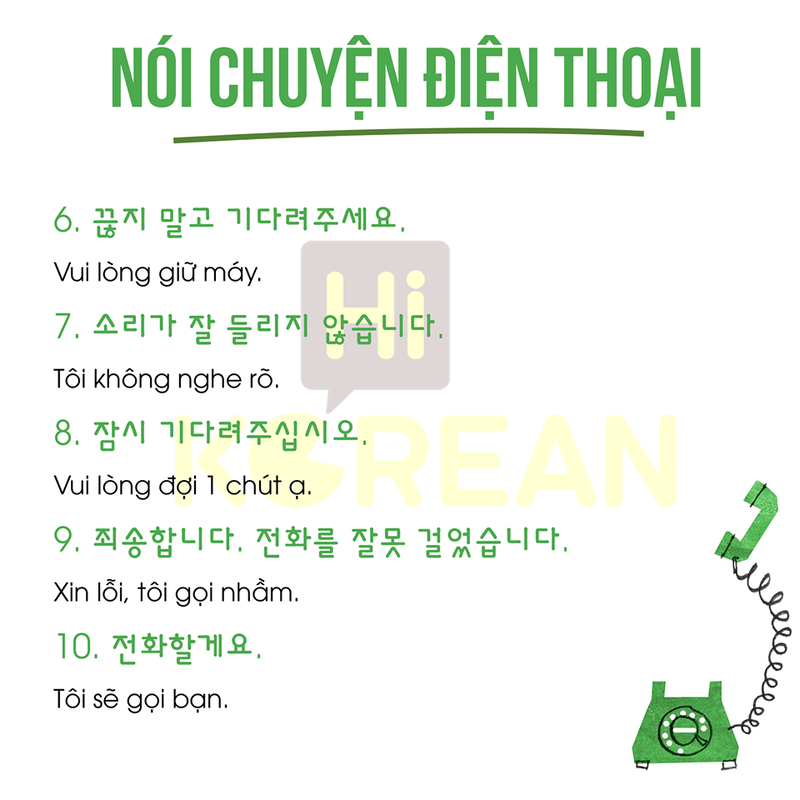 NÓI CHUYỆN ĐIỆN THOẠI
6. 끊지 말고 기다려주세요.
Vui lòng giữ máy.
7. 소리가 잘 들리지 않습니다.
Tôi không nghe rõ.
8. 잠시 기다려주십시오.
Vui lòng đợi 1 chút ạ.
9. 죄송합니다. 전화를 잘못 걸었습니다.
Xin lỗi, tôi gọi nhầm.
10. 전화할게요.
Tôi sẽ gọi bạn.
Hi
KOREAN